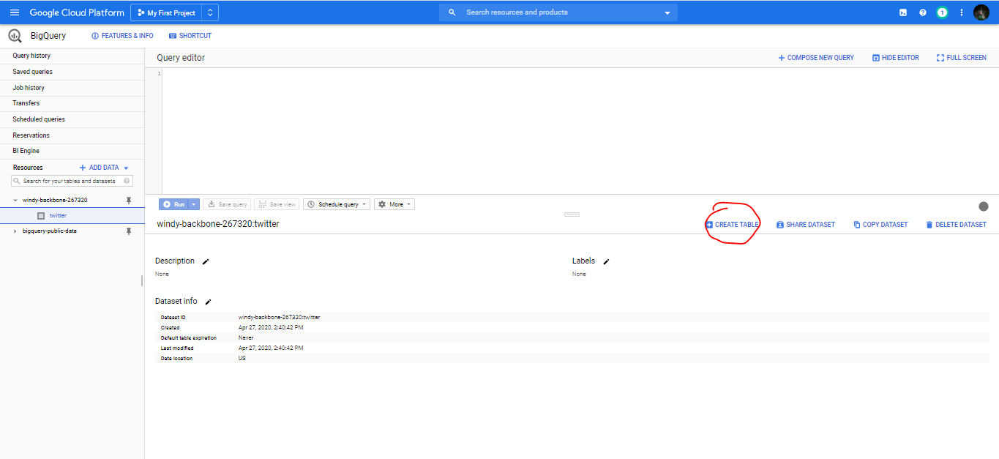 Google Cloud Platform My First Project Search resources and products 1
BigQuery FEATURES & INFO SHORTCUT
Query history
Saved queries
Job history
Transfers
Scheduled queries
Reservations
BI Engine
Resources + ADD DATA
Search for your tables and datasets
windy-backbone-267320
twitter
bigquery-public-data
Query editor + COMPOSE NEW QUERY HIDE EDITOR FULL SCREEN
1
Run Save query Save view Schedule query More
windy-backbone-267320:twitter CREATE TABLE SHARE DATASET COPY DATASET DELETE DATASET
Description Labels
None None
Dataset info
Dataset ID windy-backbone-267320:twitter
Created Apr 27, 2020, 2:40:42 PM
Default table expiration Never
Last modified Apr 27, 2020, 2:40:42 PM
Data location US